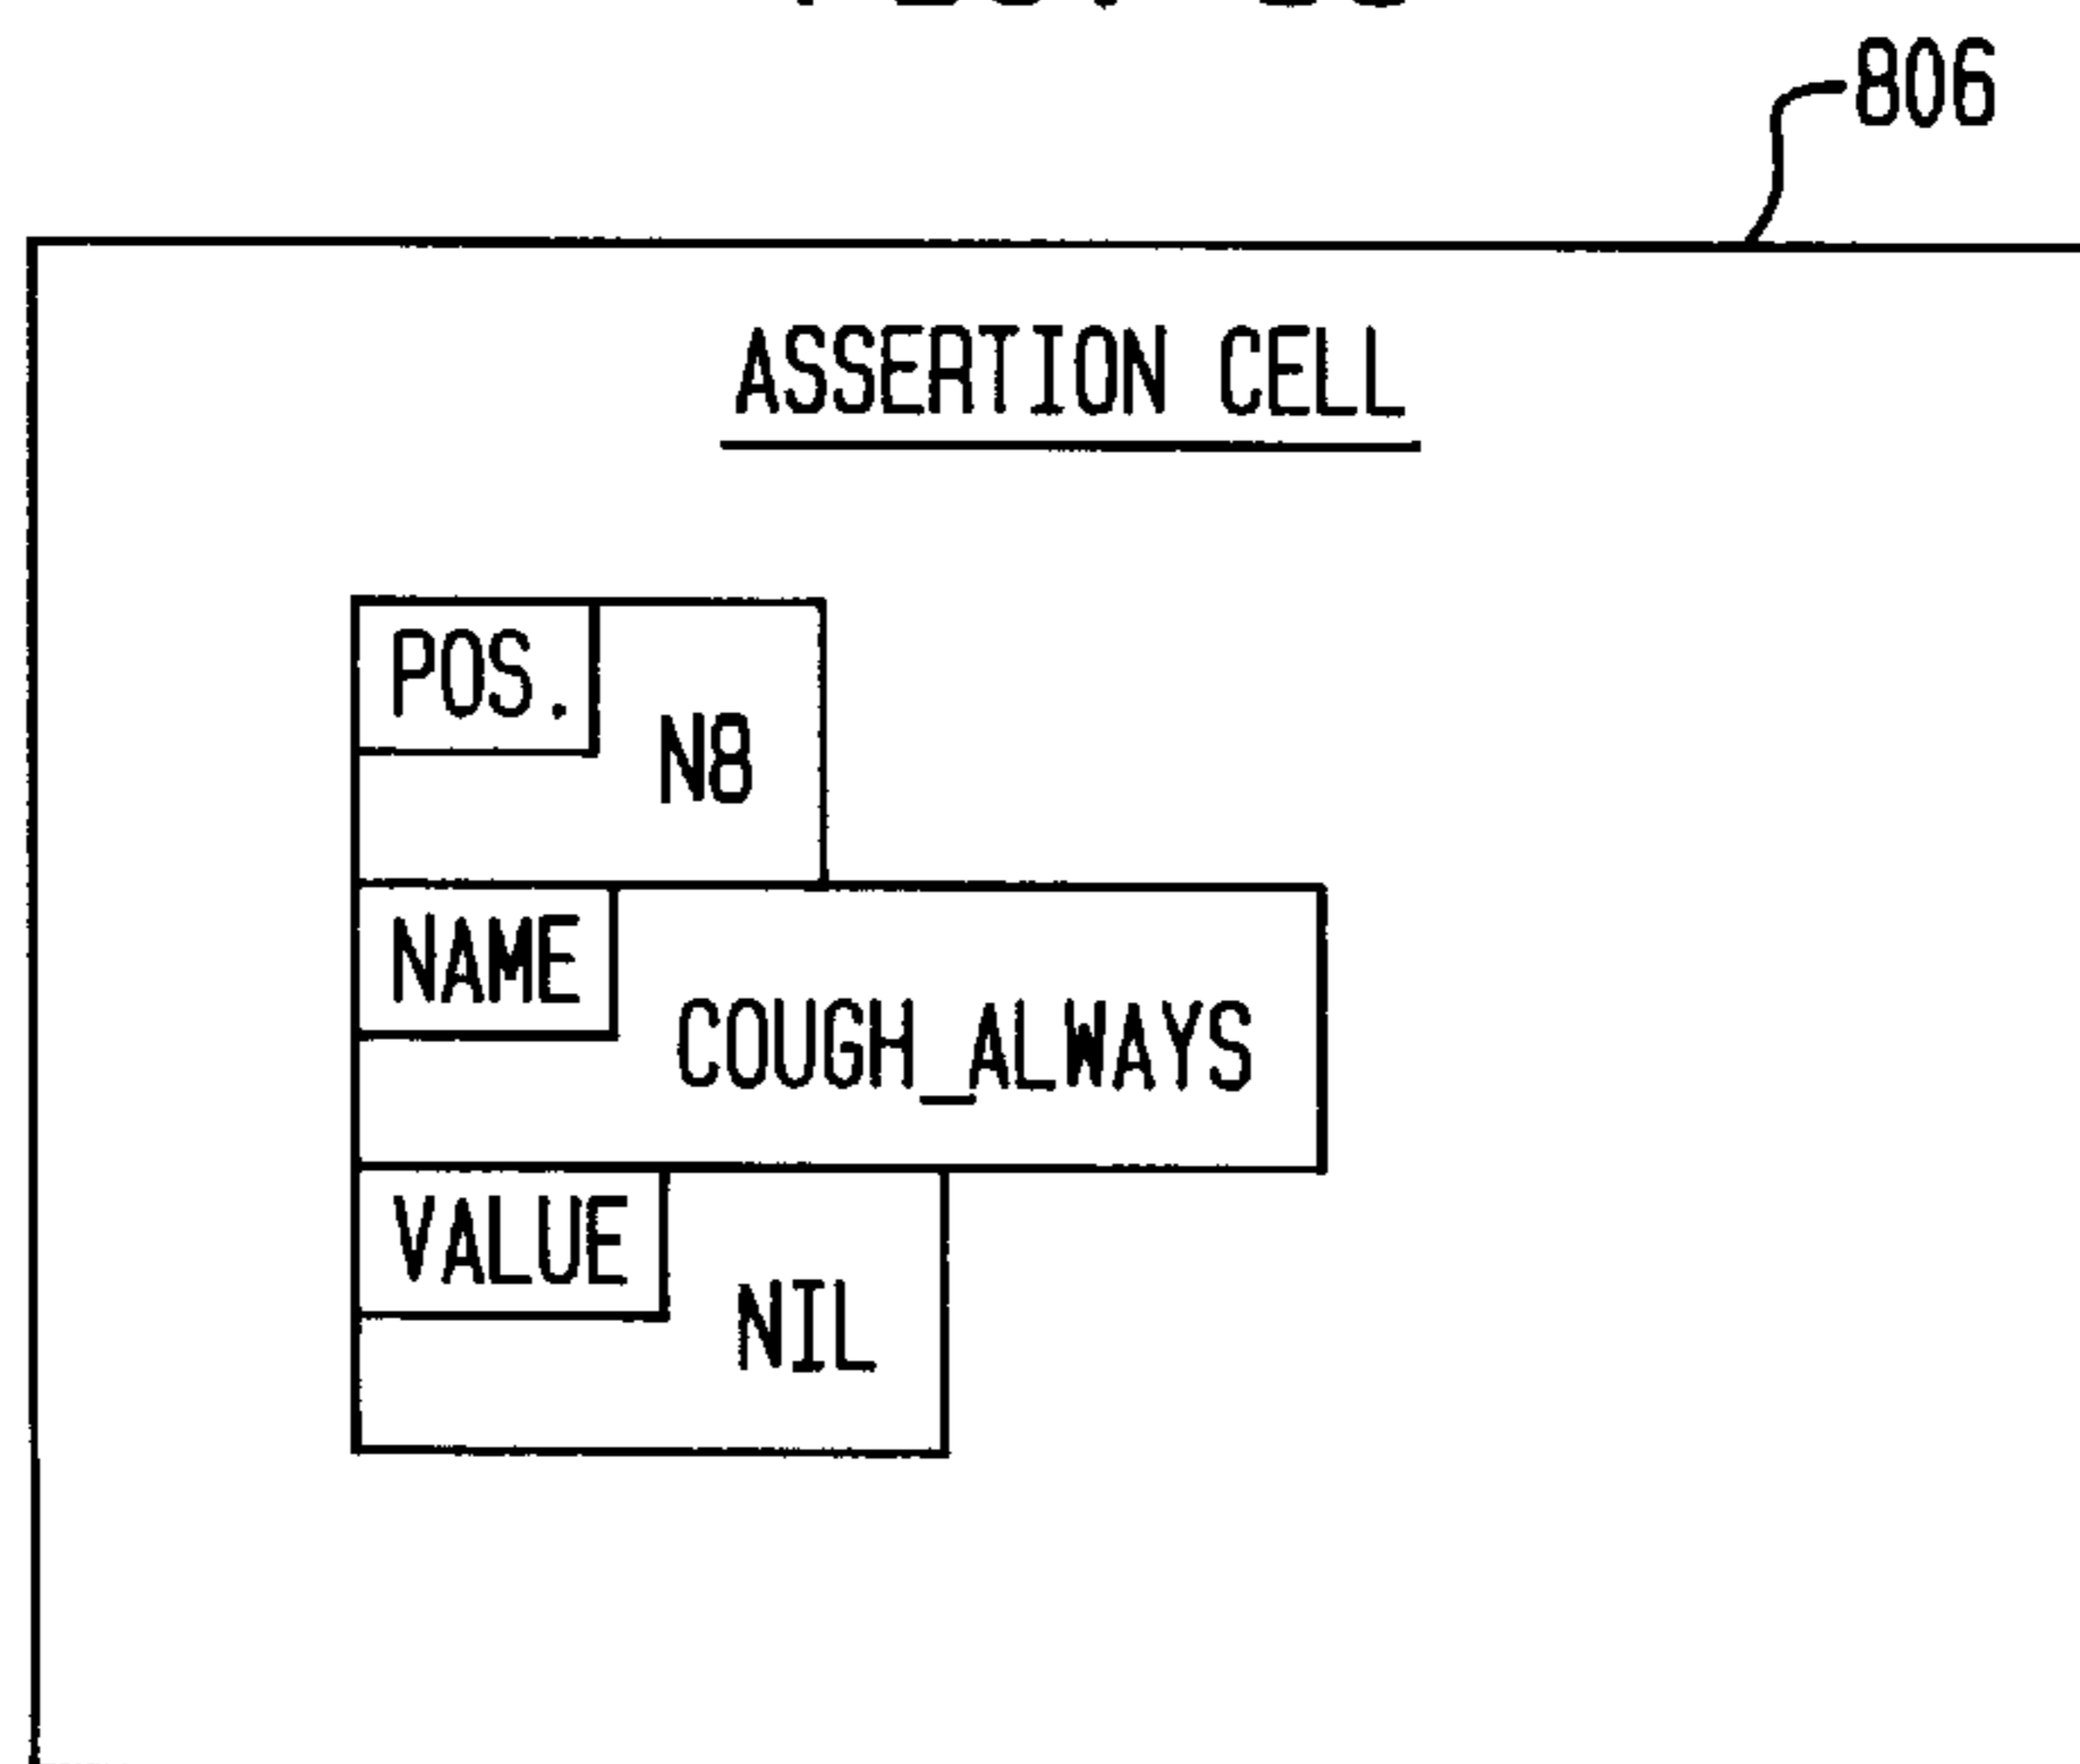 806
ASSERTION CELL
POS.
N8
NAME
COUGH_ALWAYS
VALUE
NIL